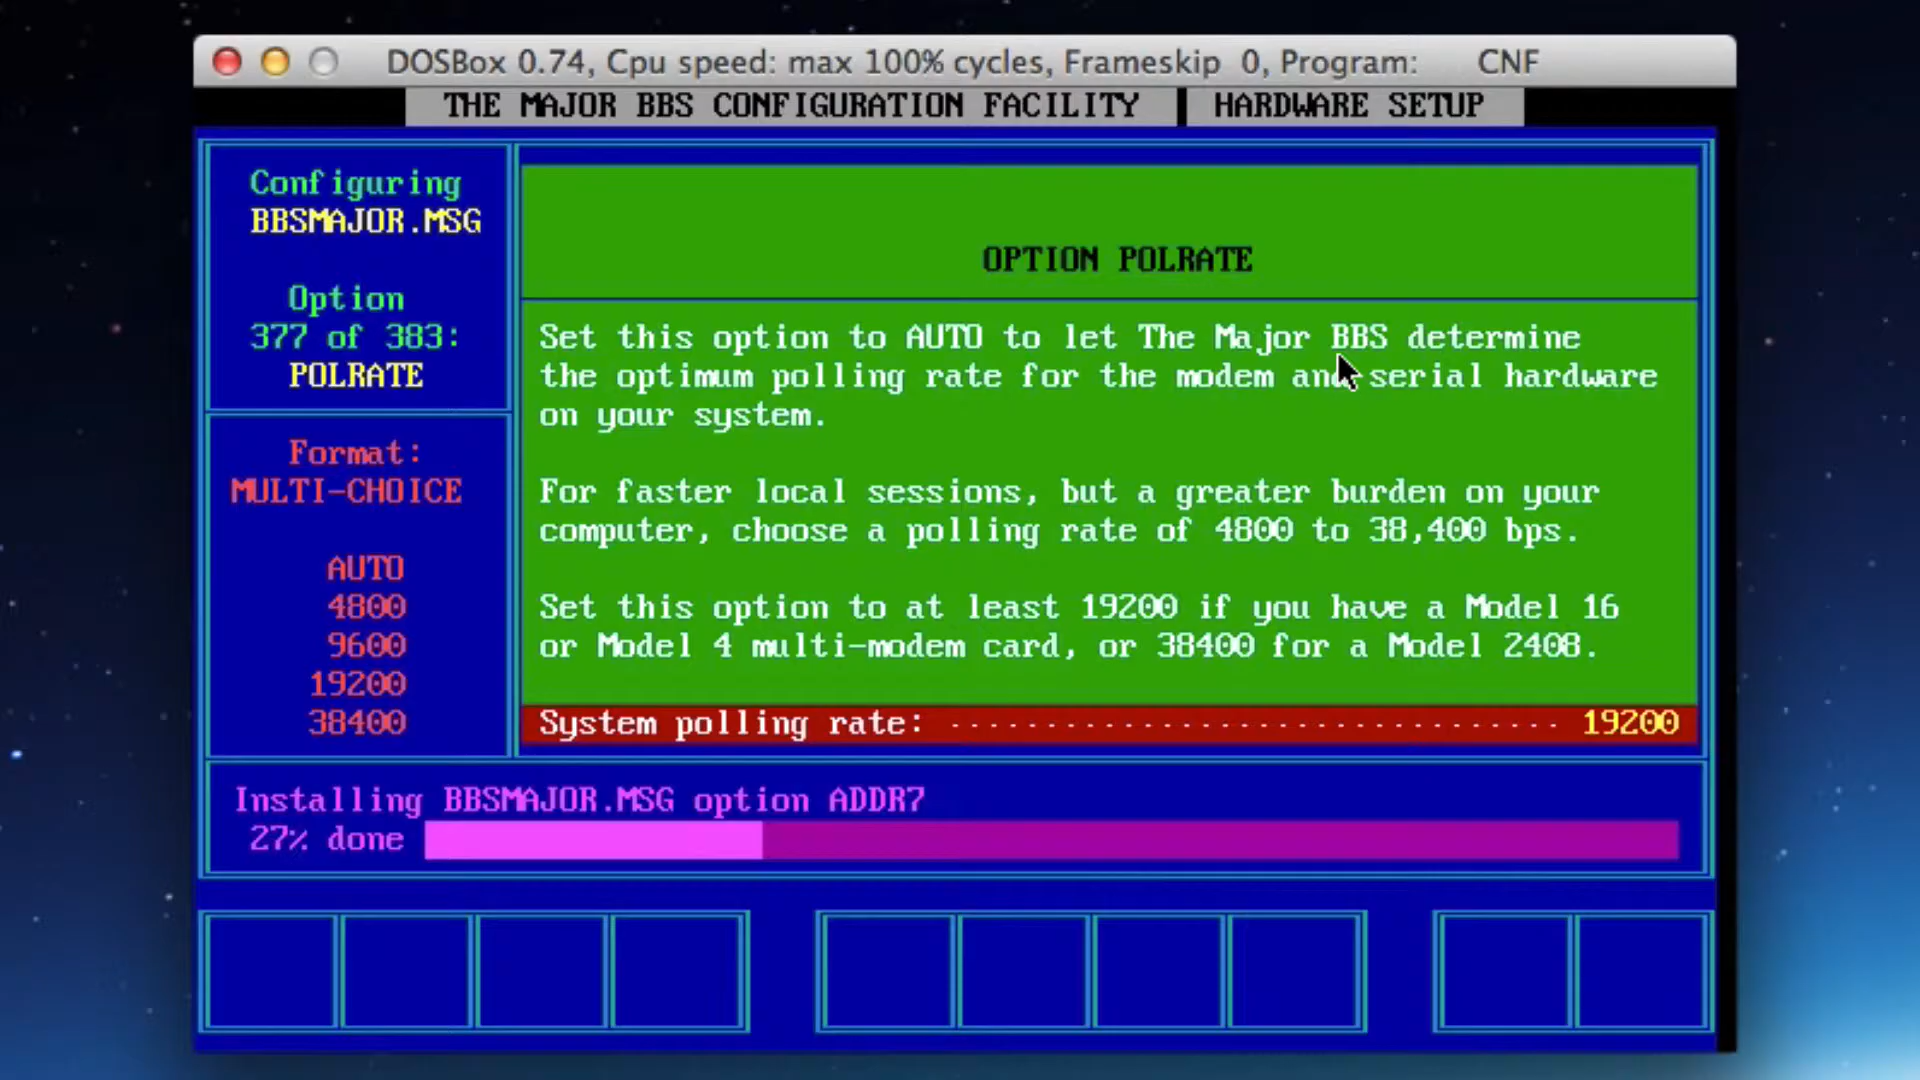 DOSBox 0.74, Cpu speed: max 100% cycles, Frameskip 0, Program: CNF
THE MAJOR BBS CONFIGURATION FACILITY HARDWARE SETUP
Configuring
BBSMAJOR.MSG
Option
377 of 383:
POLRATE
Format:
MULTI-CHOICE
AUTO
4800
9600
19200
38400
OPTION POLRATE
Set this option to AUTO to let The Major BBS determine
the optimum polling rate for the modem and serial hardware
on your system.
For faster local sessions, but a greater burden on your
computer, choose a polling rate of 4800 to 38,400 bps.
Set this option to at least 19200 if you have a Model 16
or Model 4 multi-modem card, or 38400 for a Model 2408.
System polling rate: ································ 19200
Installing BBSMAJOR.MSG option ADDR7
27% done